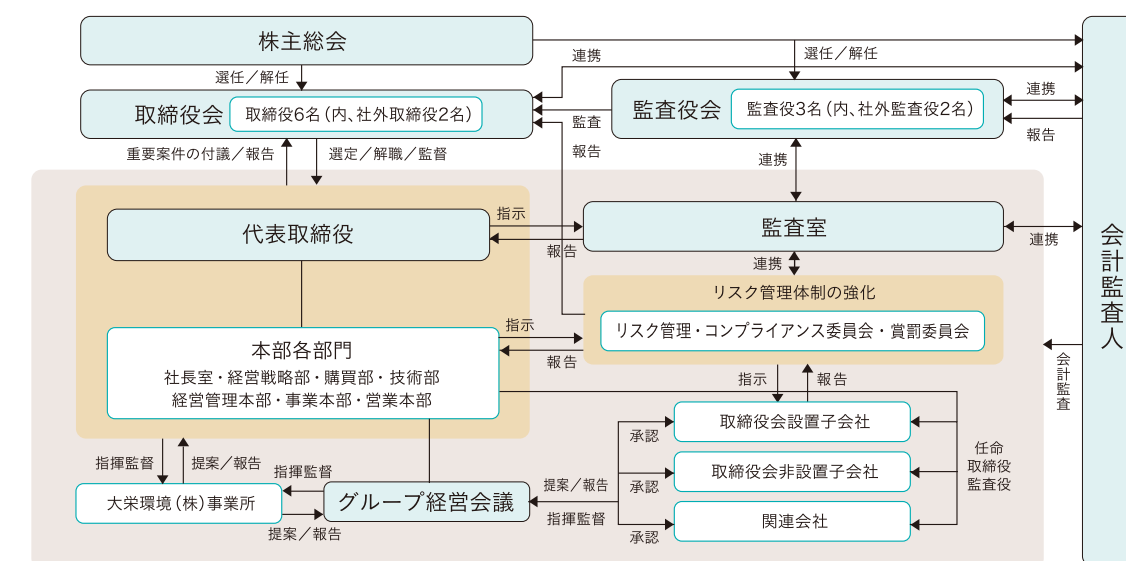 株主総会
選任／解任
連携
選任／解任
取締役会
取締役6名（内、社外取締役2名）
監査
監査役会
監査役3名（内、社外監査役2名）
連携
報告
重要案件の付議／報告
選定／解職／監督
報告
連携
代表取締役
指示
報告
監査室
連携
会計監査人
連携
リスク管理体制の強化
リスク管理・コンプライアンス委員会・賞罰委員会
本部各部門
社長室・経営戦略部・購買部・技術部
経営管理本部・事業本部・営業本部
指示
報告
会計監査
指示
報告
承認
取締役会設置子会社
承認
取締役会非設置子会社
承認
関連会社
任命
取締役
監査役
指揮監督
提案／報告
指揮監督
大栄環境（株）事業所
提案／報告
グループ経営会議
提案／報告
指揮監督